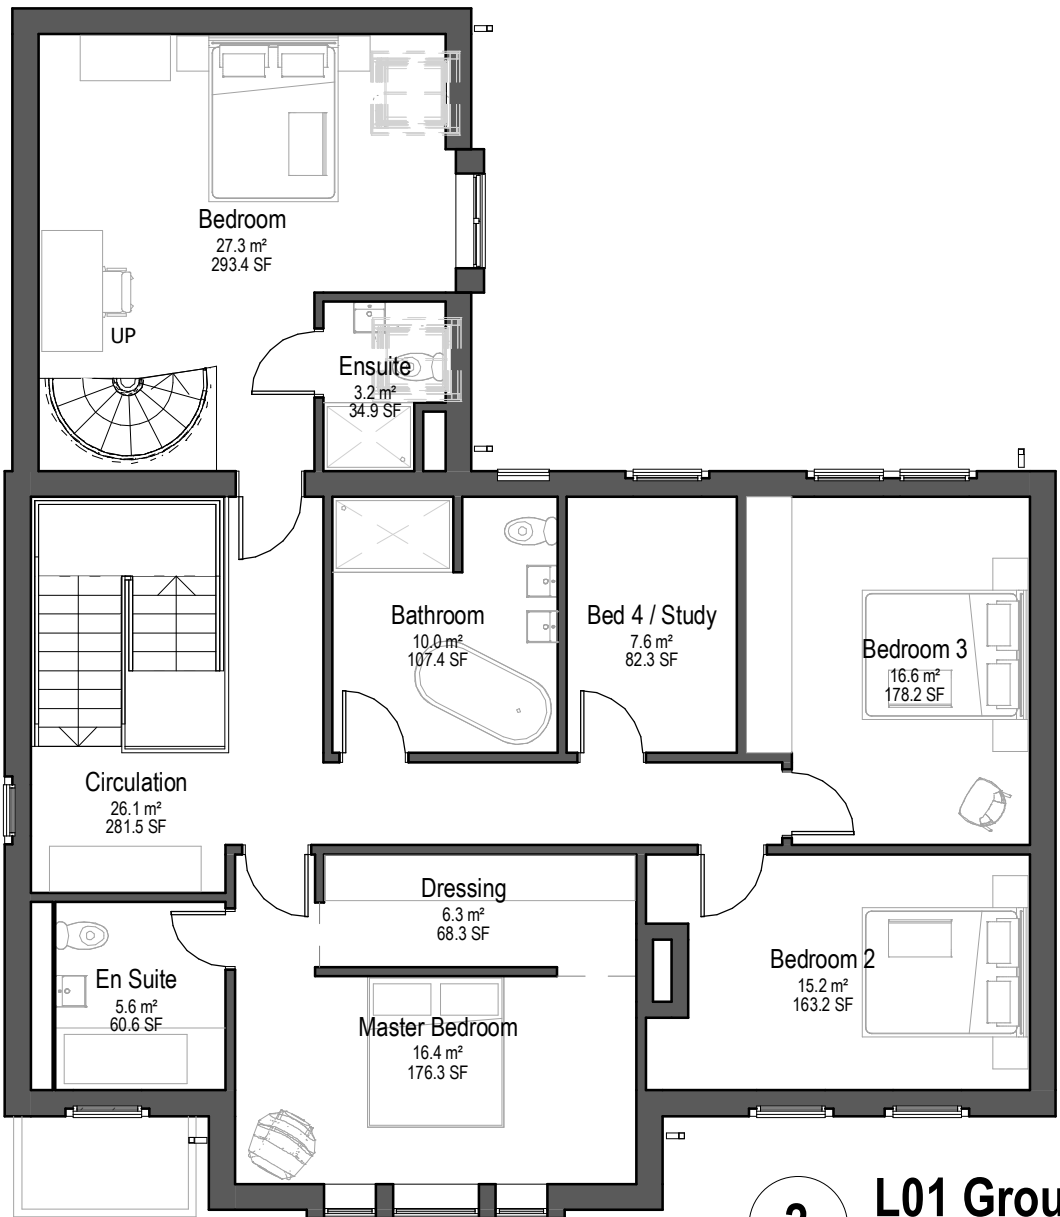 Bedroom
27.3 m²
293.4 SF
UP
Ensuite
3.2 m²
34.9 SF
Bathroom
10.0 m²
107.4 SF
Bed 4 / Study
7.6 m²
82.3 SF
Bedroom 3
16.6 m²
178.2 SF
Circulation
26.1 m²
281.5 SF
Dressing
6.3 m²
68.3 SF
En Suite
5.6 m²
60.6 SF
Master Bedroom
16.4 m²
176.3 SF
Bedroom 2
15.2 m²
163.2 SF
L01 Grou